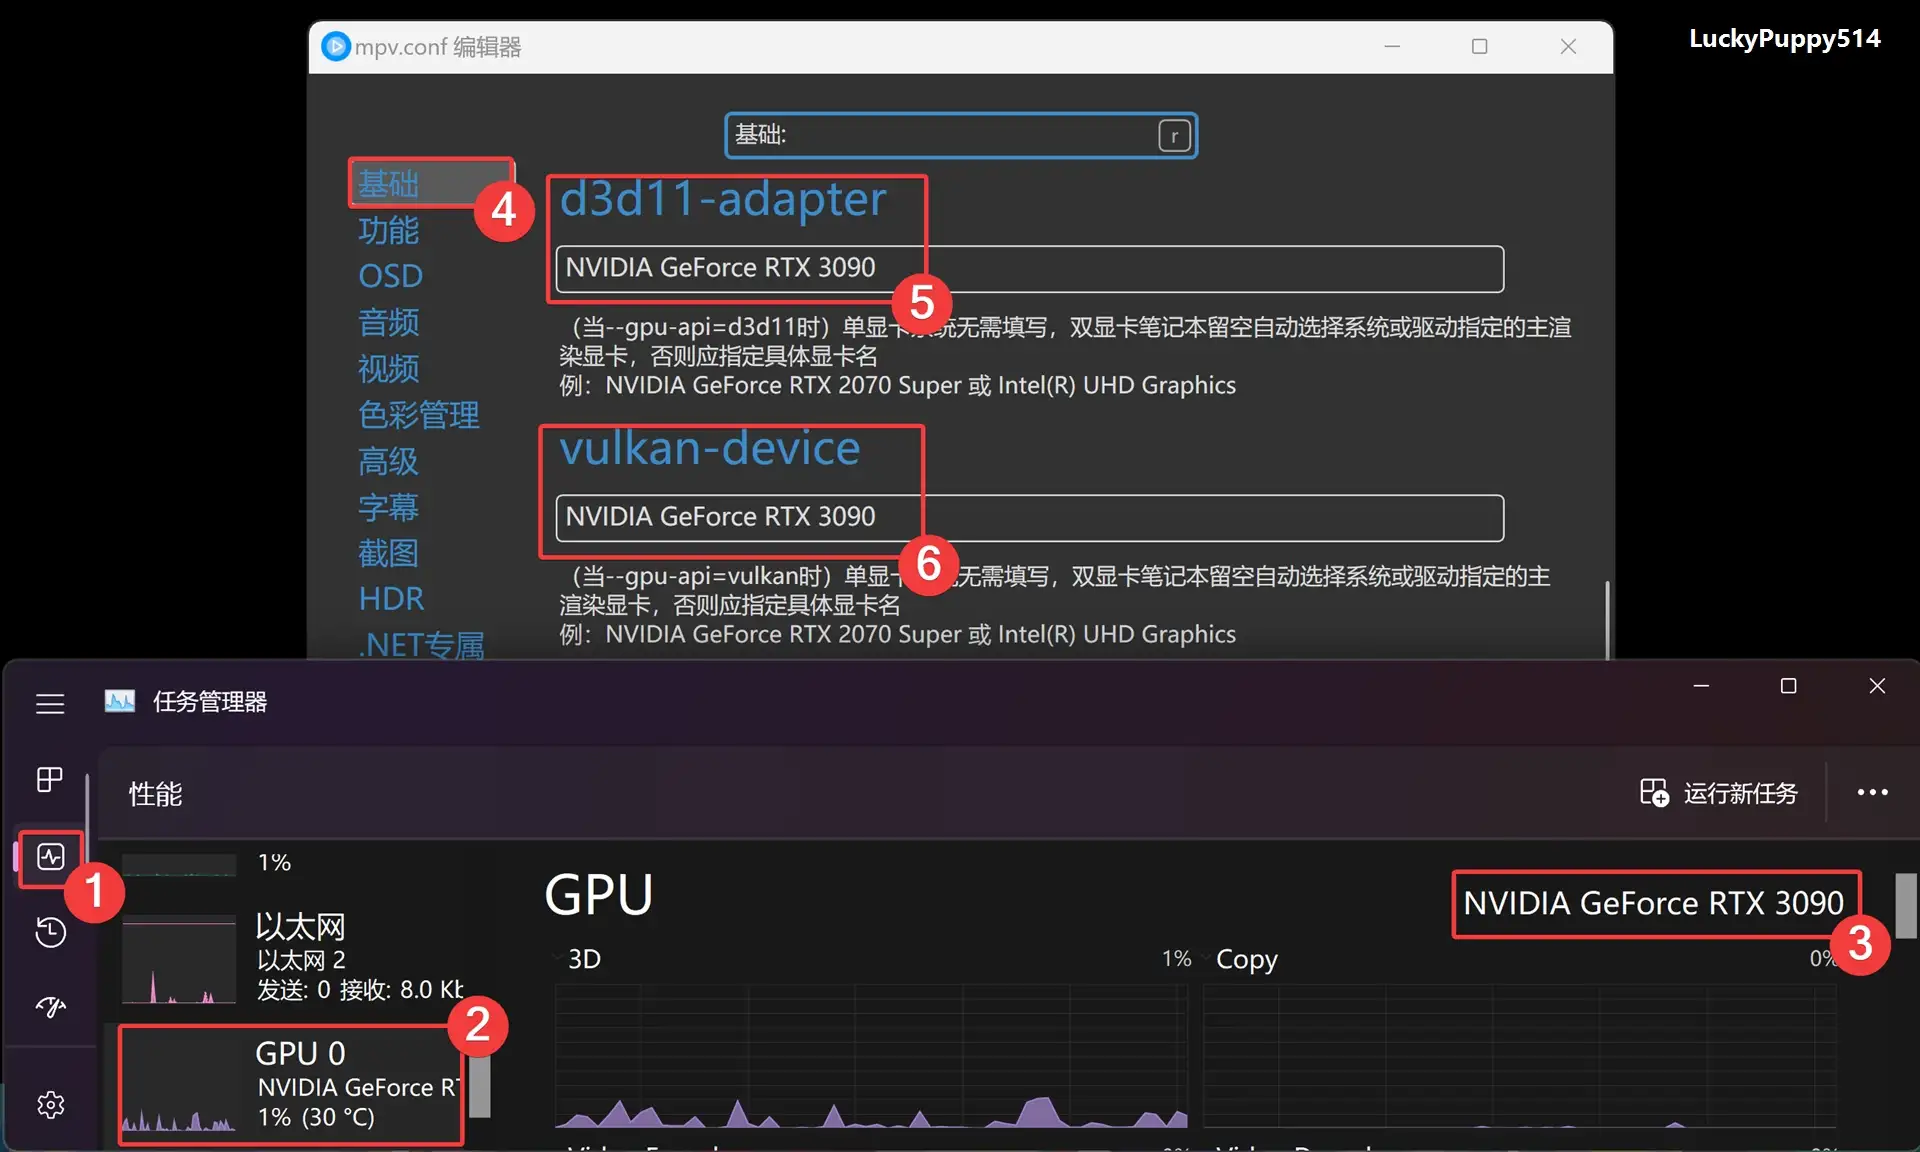 LuckyPuppy514
mpv.conf 编辑器
基础:
r
基础
4
功能
OSD
音频
视频
色彩管理
高级
字幕
截图
HDR
.NET专属
d3d11-adapter
NVIDIA GeForce RTX 3090
5
（当--gpu-api=d3d11时）单显卡系统无需填写，双显卡笔记本留空自动选择系统或驱动指定的主渲
染显卡，否则应指定具体显卡名
例：NVIDIA GeForce RTX 2070 Super 或 Intel(R) UHD Graphics
vulkan-device
NVIDIA GeForce RTX 3090
6
（当--gpu-api=vulkan时）单显卡 无需填写，双显卡笔记本留空自动选择系统或驱动指定的主
渲染显卡，否则应指定具体显卡名
例：NVIDIA GeForce RTX 2070 Super 或 Intel(R) UHD Graphics
任务管理器
性能
运行新任务
1
1%
以太网
以太网 2
发送: 0 接收: 8.0 Kb
2
GPU 0
NVIDIA GeForce RT
1% (30 °C)
GPU
NVIDIA GeForce RTX 3090
3
3D
1%
Copy
0%